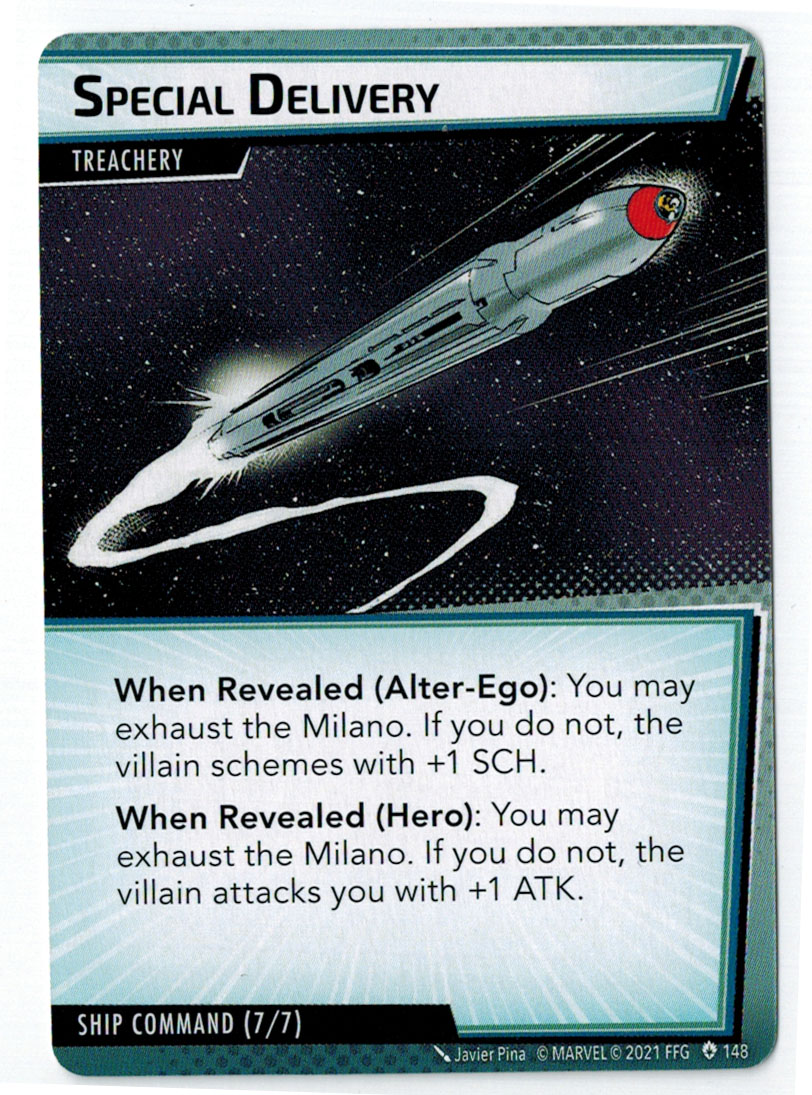 SPECIAL DELIVERY
TREACHERY
When Revealed (Alter-Ego): You may
exhaust the Milano. If you do not, the
villain schemes with +1 SCH.
When Revealed (Hero): You may
exhaust the Milano. If you do not, the
villain attacks you with +1 ATK.
SHIP COMMAND (7/7)
Javier Pina © MARVEL © 2021 FFG 148